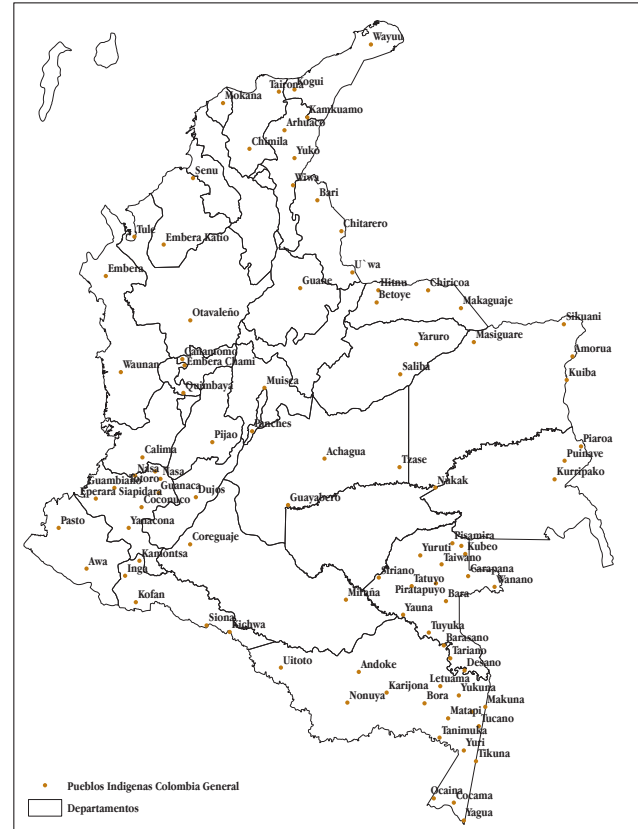 Wayuu
Tairona
Kogui
Mokana
Kamkuamo
Arhuaco
Chimila
Yuko
Senu
Wiwa
Bari
Tule
Chitarero
Embera Katio
Embera
U`wa
Guane
Hitnu
Chiricoa
Betoye
Makaguaje
Otavaleño
Sikuani
Yaruro
Masiguare
Cañamomo
Embera Chami
Amorua
Waunan
Saliba
Kuiba
Quimbaya
Muisca
Panches
Pijao
Piaroa
Calima
Achagua
Puinave
Tzase
Nasa
Nasa
Totoro
Kurripako
Guambiano
Guanaca
Nukak
Eperara Siapidara
Dujos
Coconuco
Guayabero
Pasto
Yanacona
Coreguaje
Pisamira
Kubeo
Yuruti
Kamontsa
Taiwano
Awa
Inga
Siriano
Carapana
Tatuyo
Wanano
Piratapuyo
Kofan
Miraña
Bara
Yauna
Siona
Kichwa
Tuyuka
Barasano
Tariano
Uitoto
Andoke
Desano
Letuama
Karijona
Yukuna
Nonuya
Bora
Makuna
Matapi
Tucano
Tanimuka
Yuri
Tikuna
Ocaina
Cocama
Yagua
Pueblos Indigenas Colombia General
Departamentos